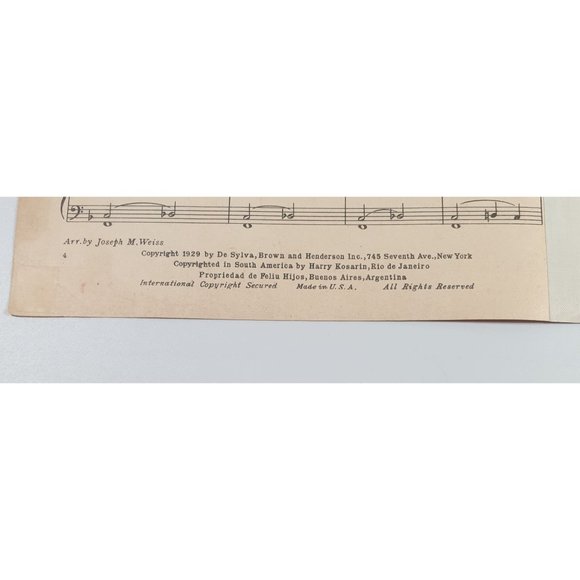 Arr. by Joseph M. Weiss
4 Copyright 1929 by De Sylva, Brown and Henderson Inc., 745 Seventh Ave., New York
Copyrighted in South America by Harry Kosarin, Rio de Janeiro
Propriedad de Feliu Hijos, Buenos Aires, Argentina
International Copyright Secured Made in U.S.A. All Rights Reserved